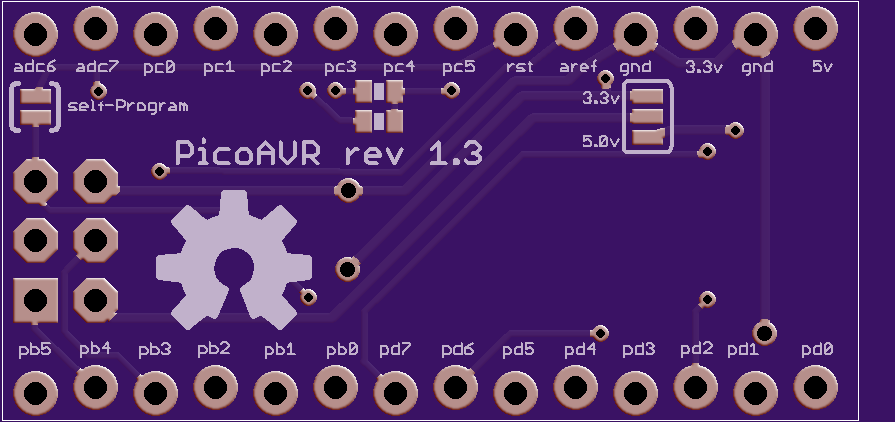 adc6 adc7 pc0 pc1 pc2 pc3 pc4 pc5 rst aref gnd 3.3v gnd 5v
self-Program
3.3v
5.0v
PicoAVR rev 1.3
pb5 pb4 pb3 pb2 pb1 pb0 pd7 pd6 pd5 pd4 pd3 pd2 pd1 pd0